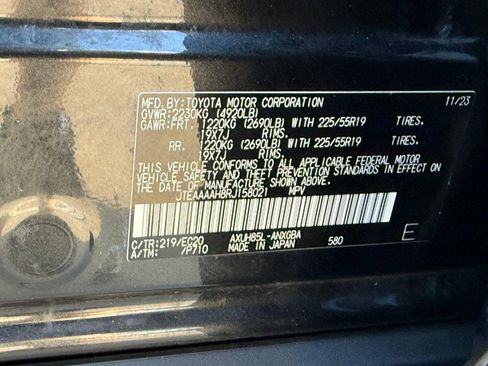 MFD.BY:TOYOTA MOTOR CORPORATION 11/23
GVWR:2230KG(4920LB)
GAWR:FRT. 1220KG(2690LB) WITH 225/55R19 TIRES.
19X7J RIMS.
RR. 1220KG(2690LB) WITH 225/55R19 TIRES.
19X7J RIMS.
THIS VEHICLE CONFORMS TO ALL APPLICABLE FEDERAL MOTOR
VEHICLE SAFETY AND THEFT PREVENTION STANDARDS IN EFFECT ON
THE DATE OF MANUFACTURE SHOWN ABOVE.
JTEAAAAH8RJ158021 MPV
C/TR:219/EC20 AXUH85L-ANXGBA
A/TM: 7P710 MADE IN JAPAN 580 E